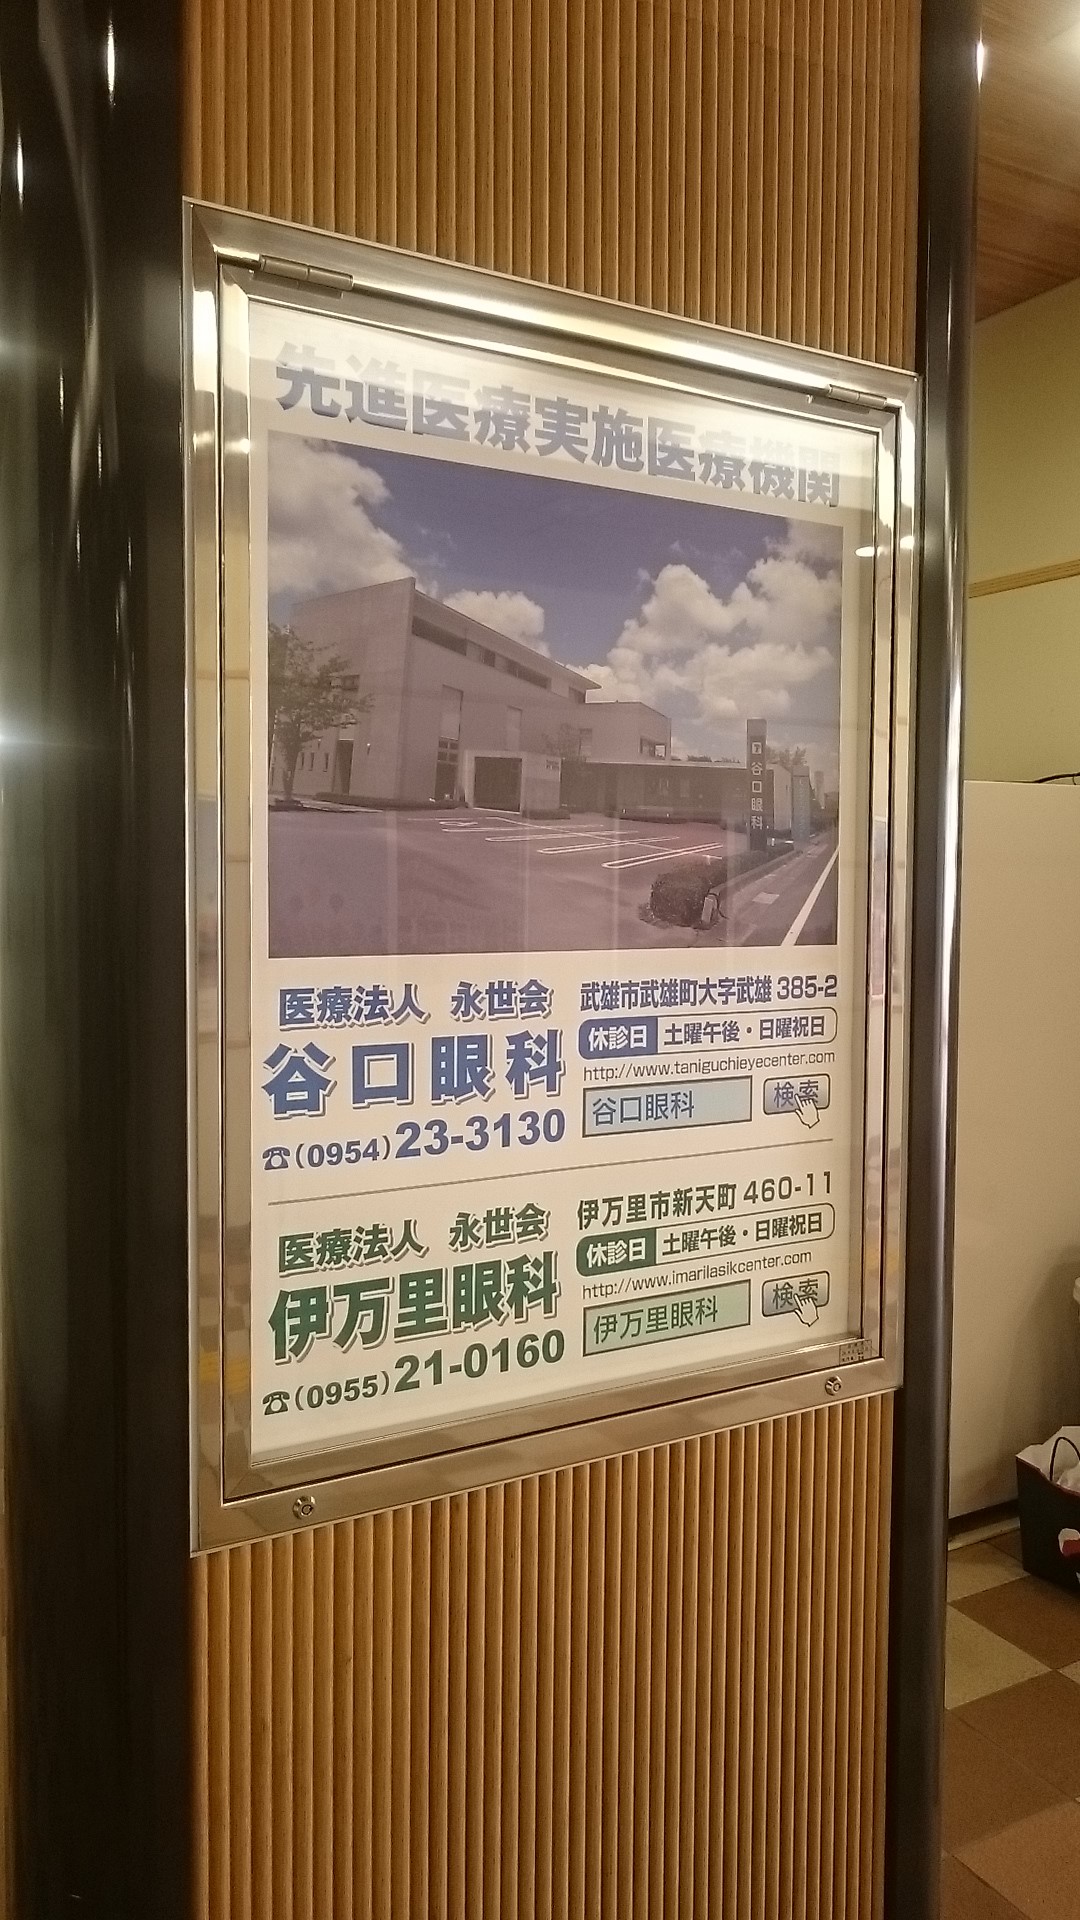 先進医療実施医療機関
谷口眼科
医療法人 永世会
谷口眼科
☎(0954)23-3130
武雄市武雄町大字武雄 385-2
休診日 土曜午後・日曜祝日
http://www.taniguchieyecenter.com
谷口眼科 検索
医療法人 永世会
伊万里眼科
☎(0955)21-0160
伊万里市新天町 460-11
休診日 土曜午後・日曜祝日
http://www.imarilasikcenter.com
伊万里眼科 検索